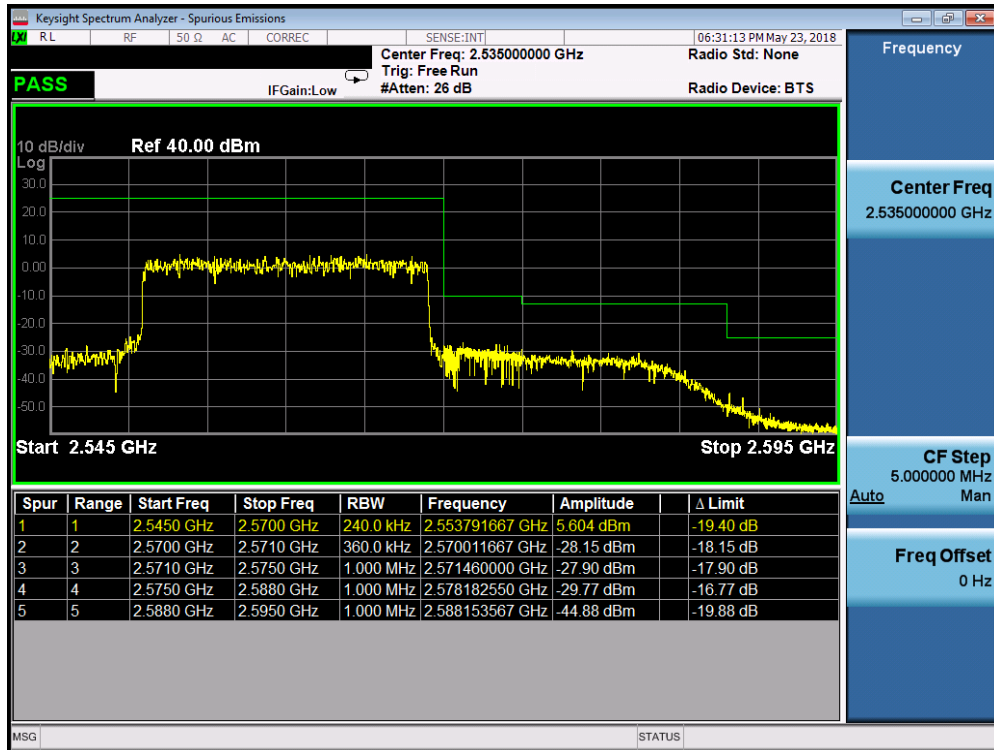 Keysight Spectrum Analyzer - Spurious Emissions
LXI RL RF 50 Ω AC CORREC SENSE:INT 06:31:13 PM May 23, 2018
Center Freq: 2.535000000 GHz Radio Std: None
Trig: Free Run
PASS IFGain:Low #Atten: 26 dB Radio Device: BTS
10 dB/div Ref 40.00 dBm
Log
30.0
20.0
10.0
0.00
-10.0
-20.0
-30.0
-40.0
-50.0
Start 2.545 GHz Stop 2.595 GHz
Spur Range Start Freq Stop Freq RBW Frequency Amplitude Δ Limit
1 1 2.5450 GHz 2.5700 GHz 240.0 kHz 2.553791667 GHz 5.604 dBm -19.40 dB
2 2 2.5700 GHz 2.5710 GHz 360.0 kHz 2.570011667 GHz -28.15 dBm -18.15 dB
3 3 2.5710 GHz 2.5750 GHz 1.000 MHz 2.571460000 GHz -27.90 dBm -17.90 dB
4 4 2.5750 GHz 2.5880 GHz 1.000 MHz 2.578182550 GHz -29.77 dBm -16.77 dB
5 5 2.5880 GHz 2.5950 GHz 1.000 MHz 2.588153567 GHz -44.88 dBm -19.88 dB
MSG STATUS
Frequency
Center Freq
2.535000000 GHz
CF Step
5.000000 MHz
Auto Man
Freq Offset
0 Hz